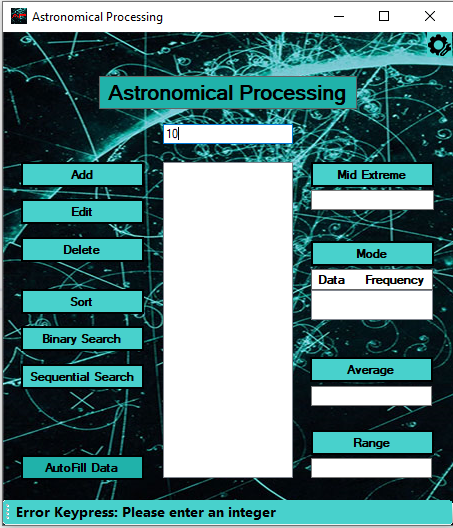 Astronomical Processing
Astronomical Processing
10
Add
Mid Extreme
Edit
Delete
Mode
Data Frequency
Sort
Binary Search
Sequential Search
Average
Range
AutoFill Data
Error Keypress: Please enter an integer